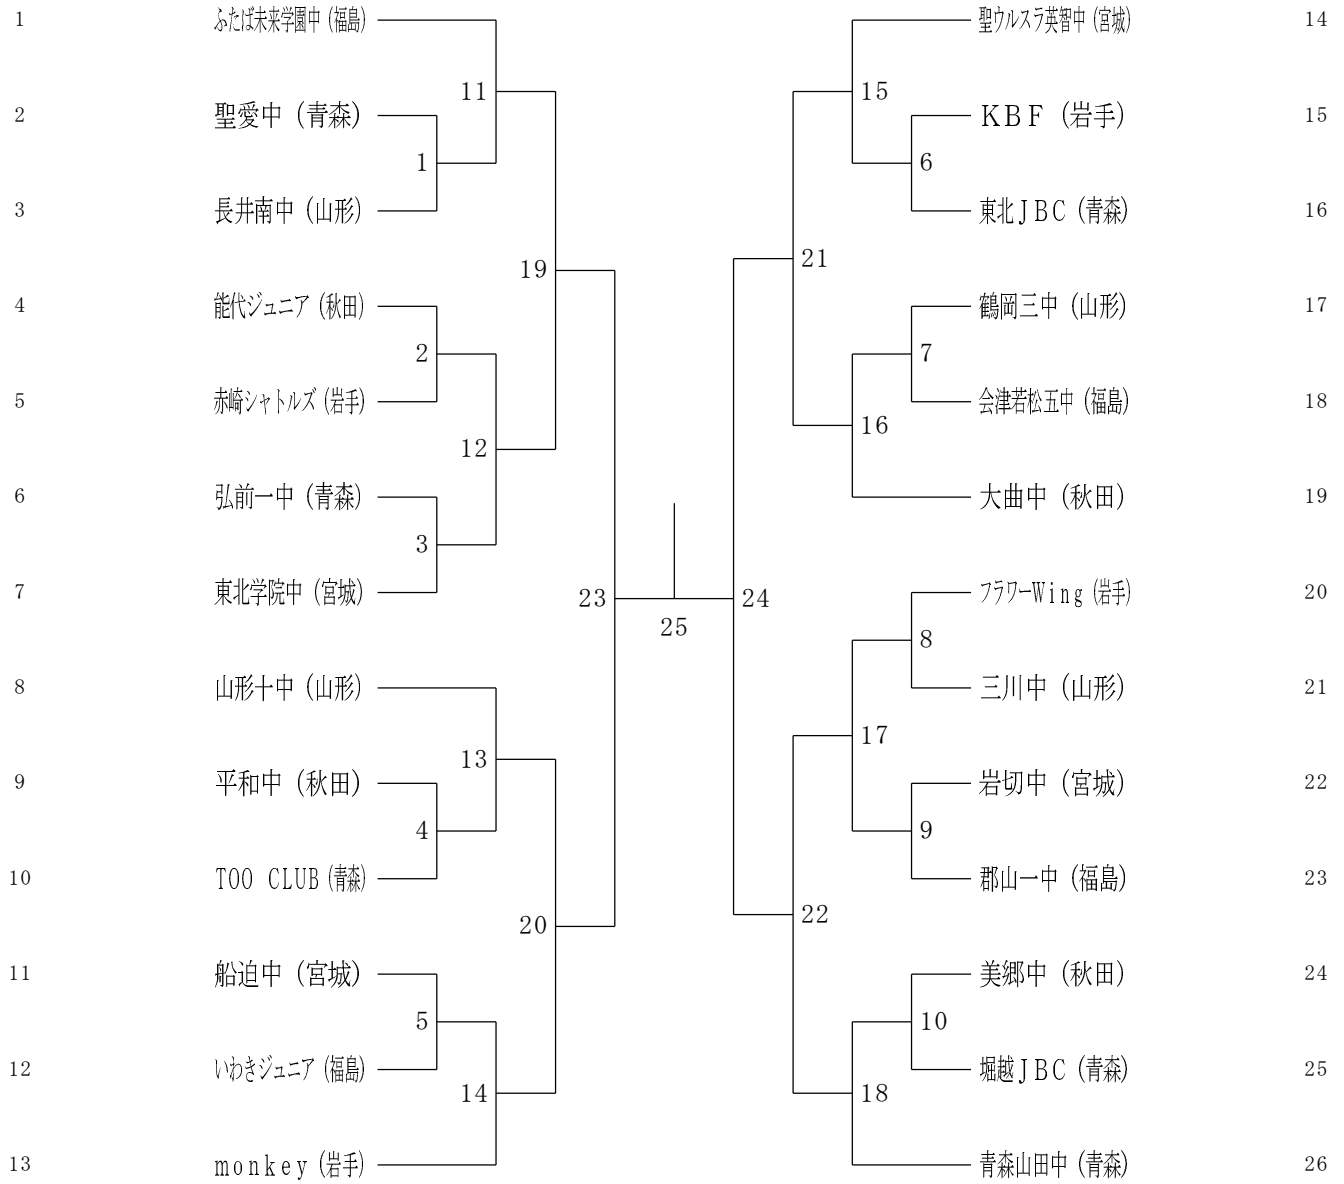 1 ふたば未来学園中（福島） 聖ウルスラ英智中（宮城） 14
11 15
2 聖愛中（青森） ＫＢＦ（岩手） 15
1 6
3 長井南中（山形） 東北ＪＢＣ（青森） 16
19 21
4 能代ジュニア（秋田） 鶴岡三中（山形） 17
2 7
5 赤崎シャトルズ（岩手） 会津若松五中（福島） 18
12 16
6 弘前一中（青森） 大曲中（秋田） 19
3
7 東北学院中（宮城） フラワーWing（岩手） 20
23 24
25
8
8 山形十中（山形） 三川中（山形） 21
13 17
9 平和中（秋田） 岩切中（宮城） 22
4 9
10 TOO CLUB（青森） 郡山一中（福島） 23
20 22
11 船迫中（宮城） 美郷中（秋田） 24
5 10
12 いわきジュニア（福島） 堀越ＪＢＣ（青森） 25
14 18
13 monkey（岩手） 青森山田中（青森） 26